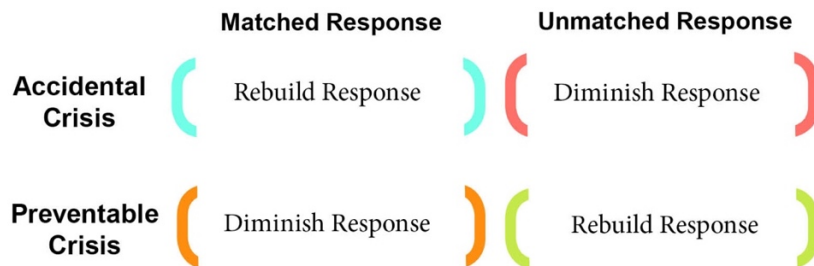 Matched Response
Unmatched Response
Accidental
Crisis
Rebuild Response
Diminish Response
Preventable
Crisis
Diminish Response
Rebuild Response